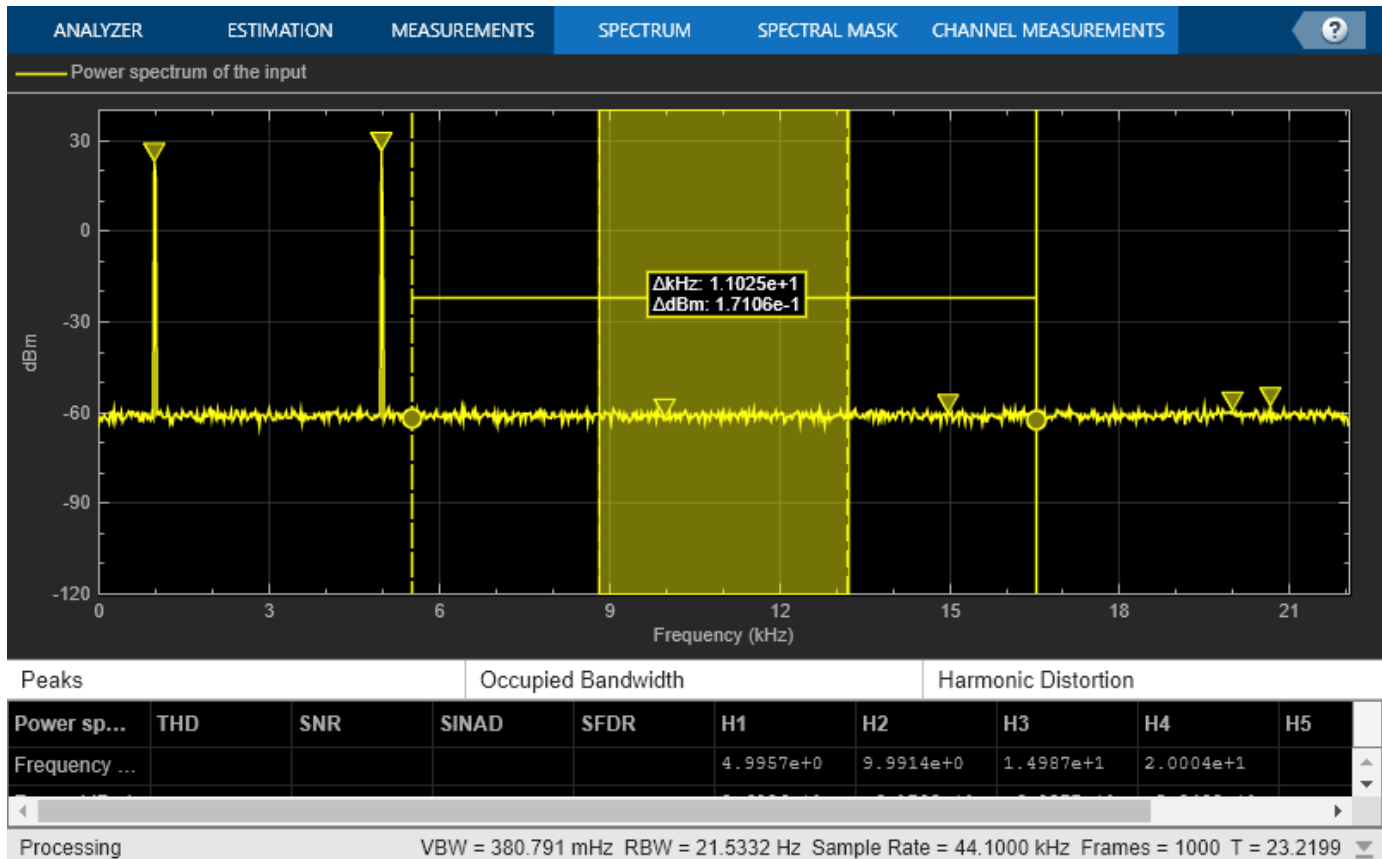 ANALYZER ESTIMATION MEASUREMENTS SPECTRUM SPECTRAL MASK CHANNEL MEASUREMENTS ?
Power spectrum of the input
30
0
-30
-60
-90
-120
dBm
ΔkHz: 1.1025e+1
ΔdBm: 1.7106e-1
0 3 6 9 12 15 18 21
Frequency (kHz)
Peaks Occupied Bandwidth Harmonic Distortion
Power sp... THD SNR SINAD SFDR H1 H2 H3 H4 H5
Frequency ... 4.9957e+0 9.9914e+0 1.4987e+1 2.0004e+1
Processing VBW = 380.791 mHz RBW = 21.5332 Hz Sample Rate = 44.1000 kHz Frames = 1000 T = 23.2199